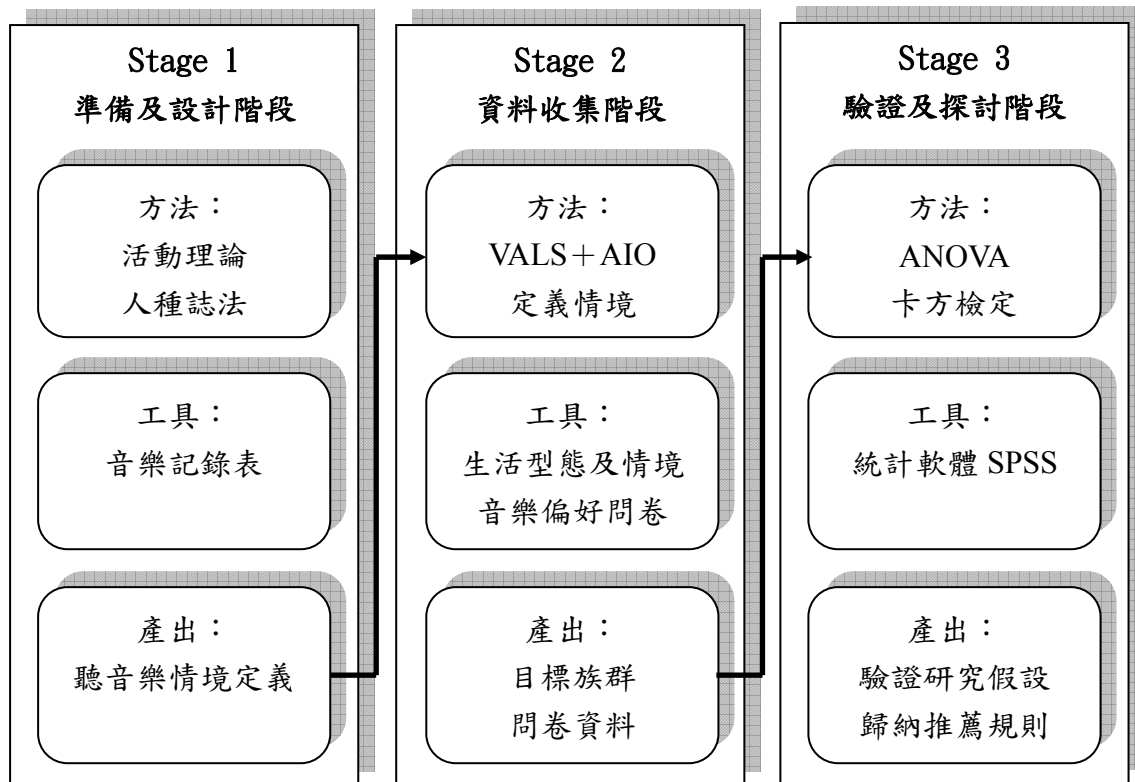 Stage 1
準備及設計階段
方法：
活動理論
人種誌法
工具：
音樂記錄表
產出：
聽音樂情境定義
Stage 2
資料收集階段
方法：
VALS＋AIO
定義情境
工具：
生活型態及情境
音樂偏好問卷
產出：
目標族群
問卷資料
Stage 3
驗證及探討階段
方法：
ANOVA
卡方檢定
工具：
統計軟體 SPSS
產出：
驗證研究假設
歸納推薦規則